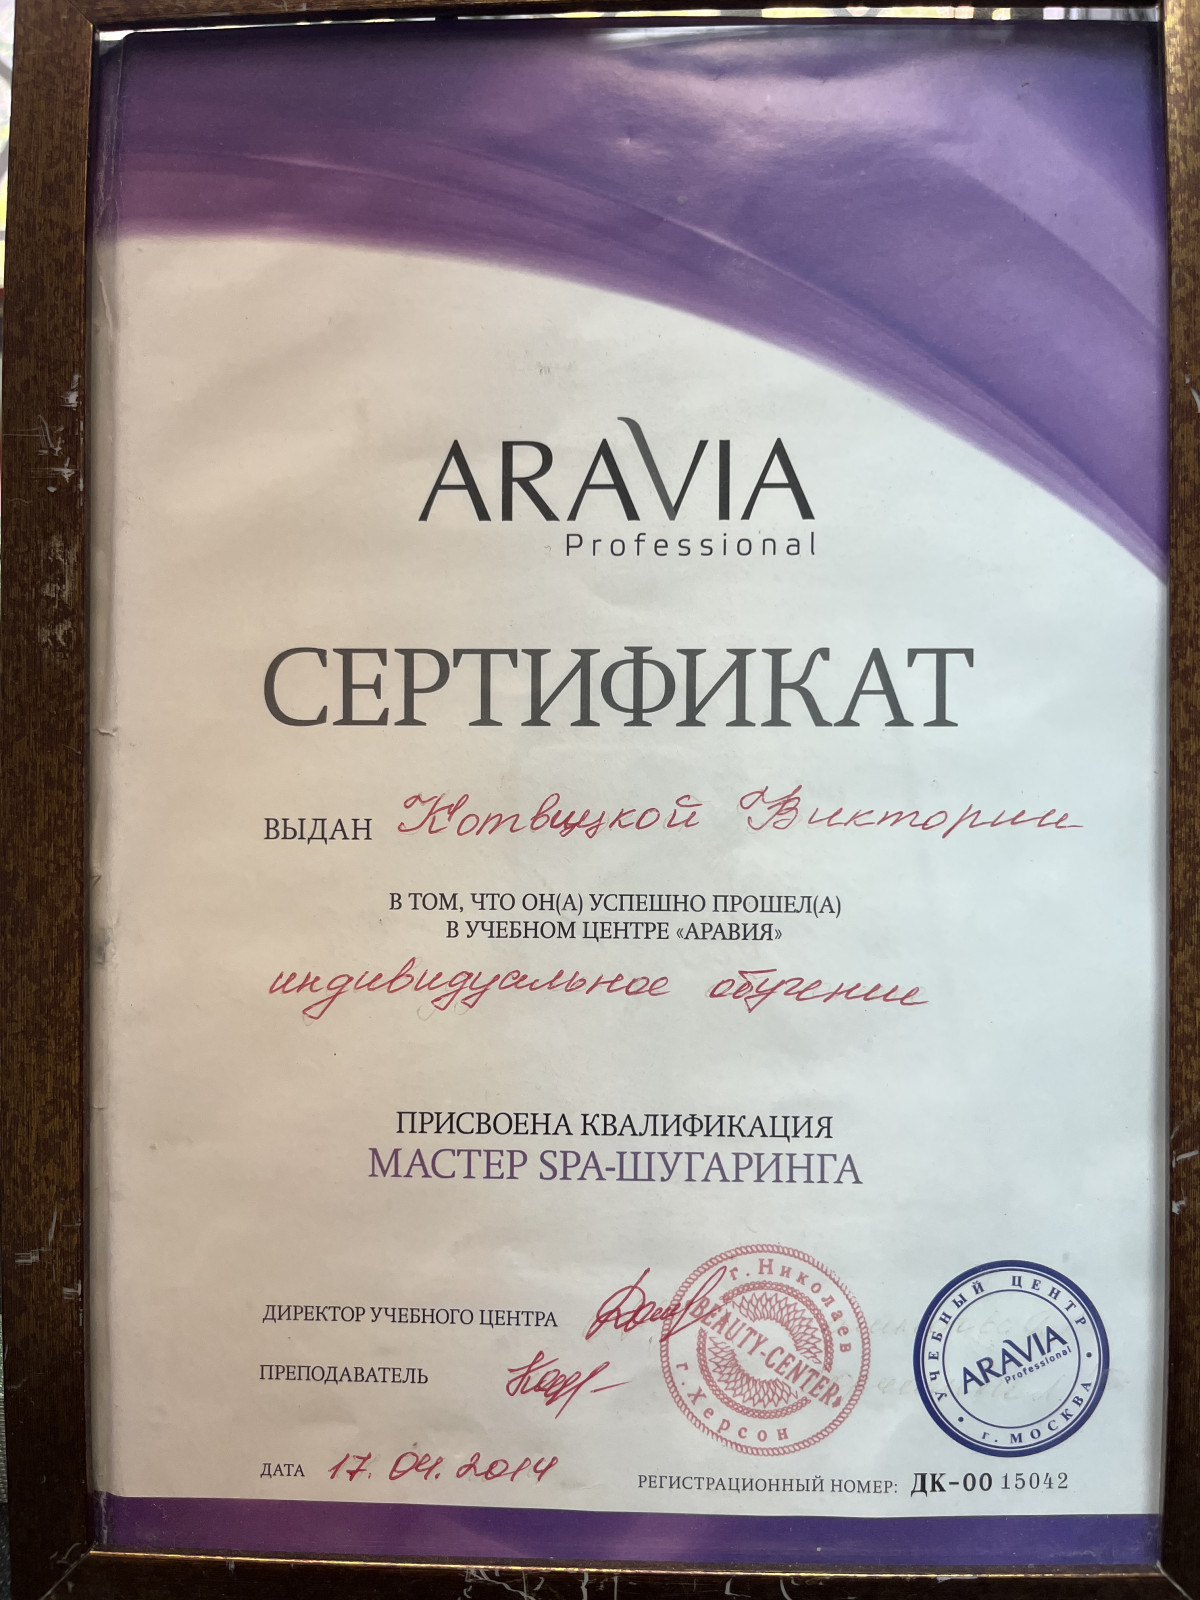 ARAVIA
Professional
СЕРТИФИКАТ
ВЫДАН Котвицкой Виктории
В ТОМ, ЧТО ОН(А) УСПЕШНО ПРОШЕЛ(А)
В УЧЕБНОМ ЦЕНТРЕ «АРАВИЯ»
индивидуальное обучение
ПРИСВОЕНА КВАЛИФИКАЦИЯ
МАСТЕР SPA-ШУГАРИНГА
ДИРЕКТОР УЧЕБНОГО ЦЕНТРА
ПРЕПОДАВАТЕЛЬ
г. Николаев
«BEAUTY-CENTER»
г. Херсон
УЧЕБНЫЙ ЦЕНТР
ARAVIA
Professional
г. МОСКВА
ДАТА 17.04.2014
РЕГИСТРАЦИОННЫЙ НОМЕР: ДК-00 15042